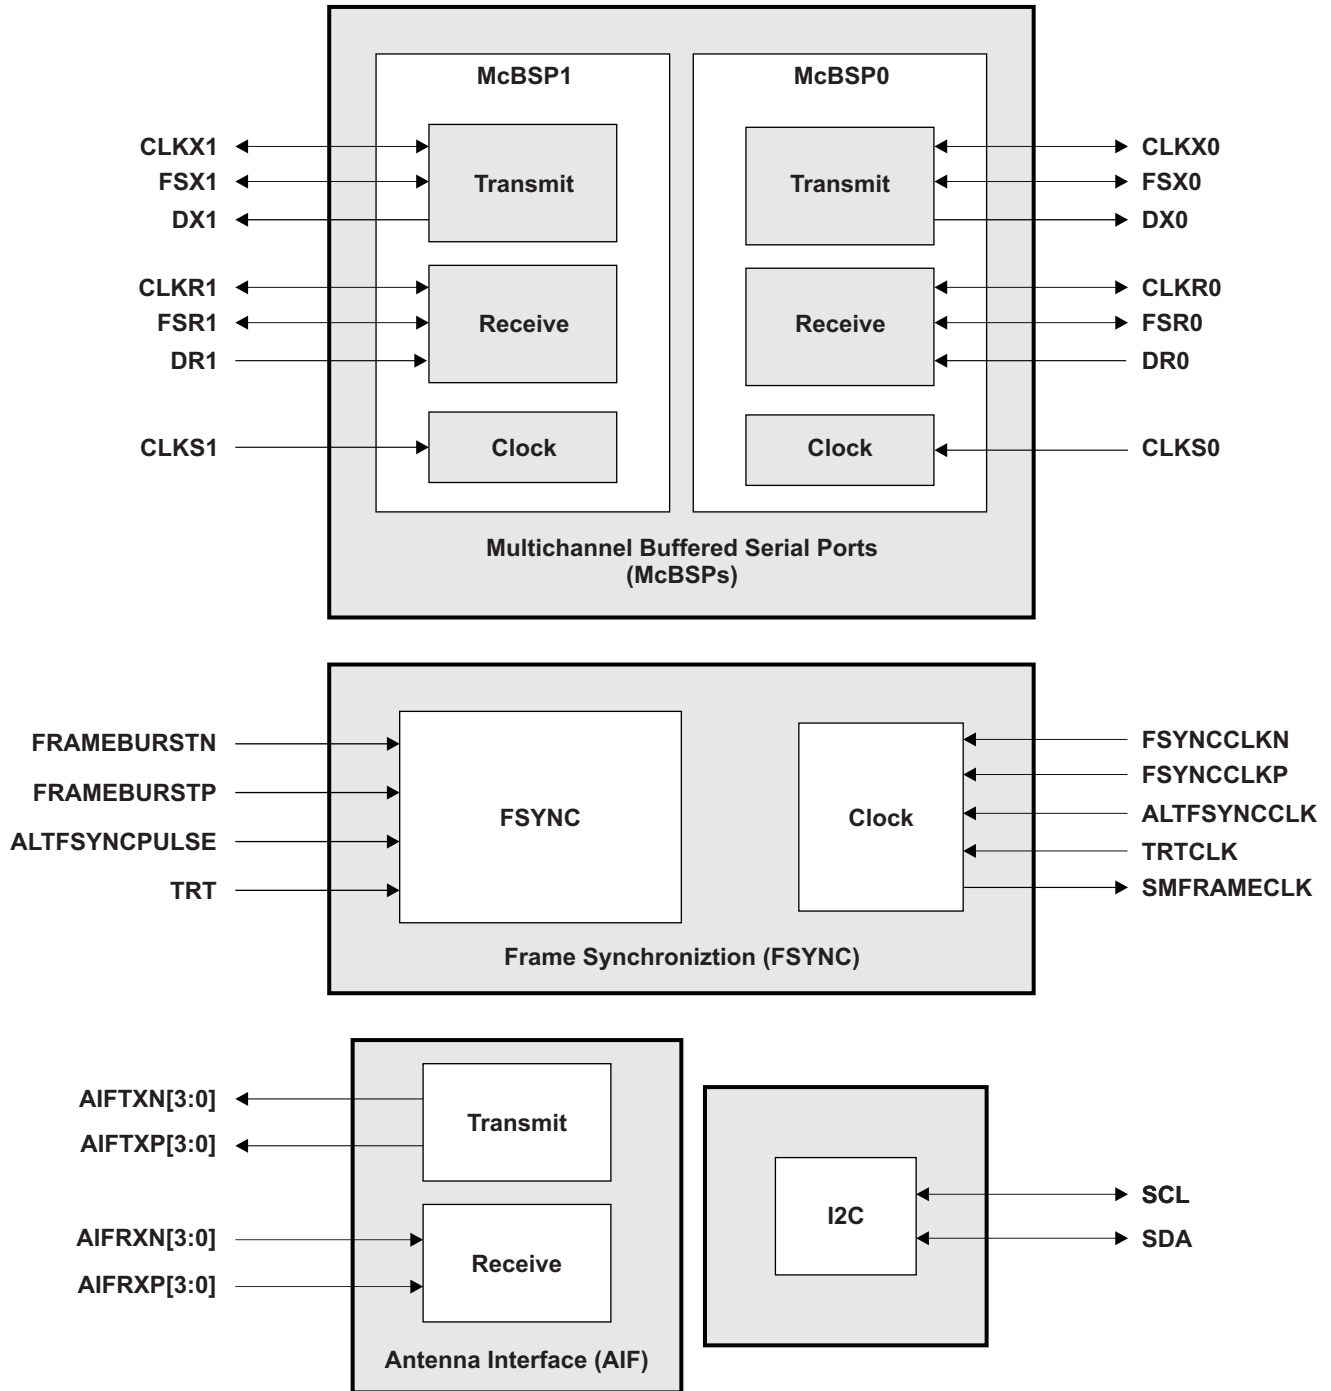 McBSP1
McBSP0
CLKX1
FSX1
DX1
Transmit
Transmit
CLKX0
FSX0
DX0
CLKR1
FSR1
DR1
Receive
Receive
CLKR0
FSR0
DR0
CLKS1
Clock
Clock
CLKS0
Multichannel Buffered Serial Ports
(McBSPs)
FRAMEBURSTN
FRAMEBURSTP
ALTFSYNCPULSE
TRT
FSYNC
Clock
FSYNCCLKN
FSYNCCLKP
ALTFSYNCCLK
TRTCLK
SMFRAMECLK
Frame Synchroniztion (FSYNC)
AIFTXN[3:0]
AIFTXP[3:0]
Transmit
AIFRXN[3:0]
AIFRXP[3:0]
Receive
Antenna Interface (AIF)
I2C
SCL
SDA